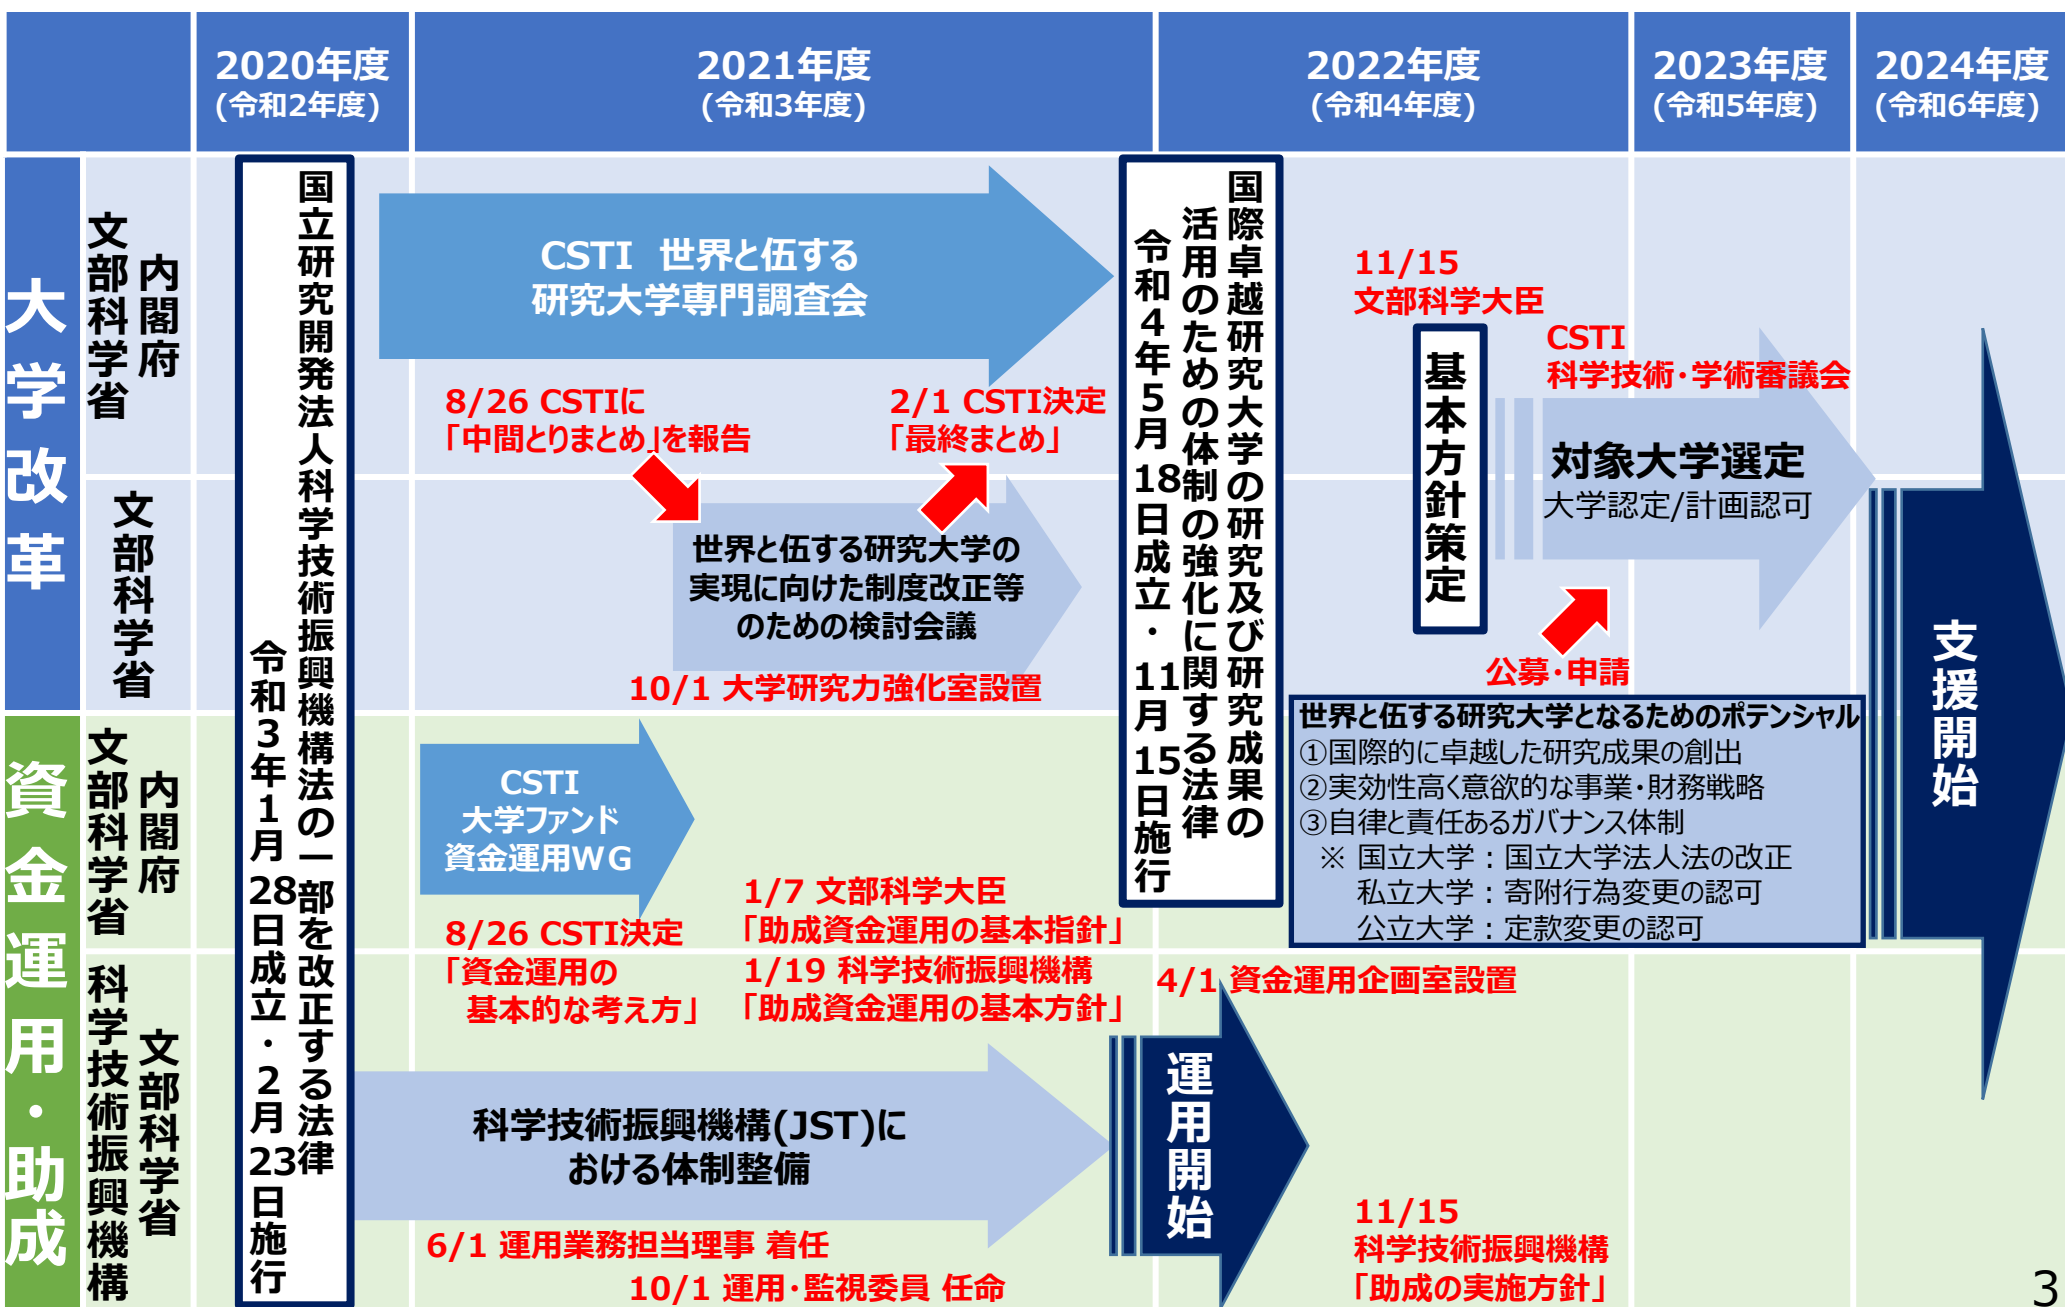 2020年度
(令和2年度)
2021年度
(令和3年度)
2022年度
(令和4年度)
2023年度
(令和5年度)
2024年度
(令和6年度)
大学改革
内閣府
文部科学省
文部科学省
資金運用・助成
内閣府
文部科学省
文部科学省
科学技術振興機構
国立研究開発法人科学技術振興機構法の一部を改正する法律
令和3年1月28日成立・2月23日施行
CSTI 世界と伍する
研究大学専門調査会
8/26 CSTIに
「中間とりまとめ」を報告
2/1 CSTI決定
「最終まとめ」
世界と伍する研究大学の
実現に向けた制度改正等
のための検討会議
10/1 大学研究力強化室設置
国際卓越研究大学の研究及び研究成果の
活用のための体制の強化に関する法律
令和4年5月18日成立・11月15日施行
11/15
文部科学大臣
基本方針策定
CSTI
科学技術・学術審議会
対象大学選定
大学認定/計画認可
公募・申請
世界と伍する研究大学となるためのポテンシャル
①国際的に卓越した研究成果の創出
②実効性高く意欲的な事業・財務戦略
③自律と責任あるガバナンス体制
※ 国立大学：国立大学法人法の改正
私立大学：寄附行為変更の認可
公立大学：定款変更の認可
支援開始
CSTI
大学ファンド
資金運用WG
8/26 CSTI決定
「資金運用の
基本的な考え方」
1/7 文部科学大臣
「助成資金運用の基本指針」
1/19 科学技術振興機構
「助成資金運用の基本方針」
4/1 資金運用企画室設置
科学技術振興機構(JST)に
おける体制整備
運用開始
6/1 運用業務担当理事 着任
10/1 運用・監視委員 任命
11/15
科学技術振興機構
「助成の実施方針」
3